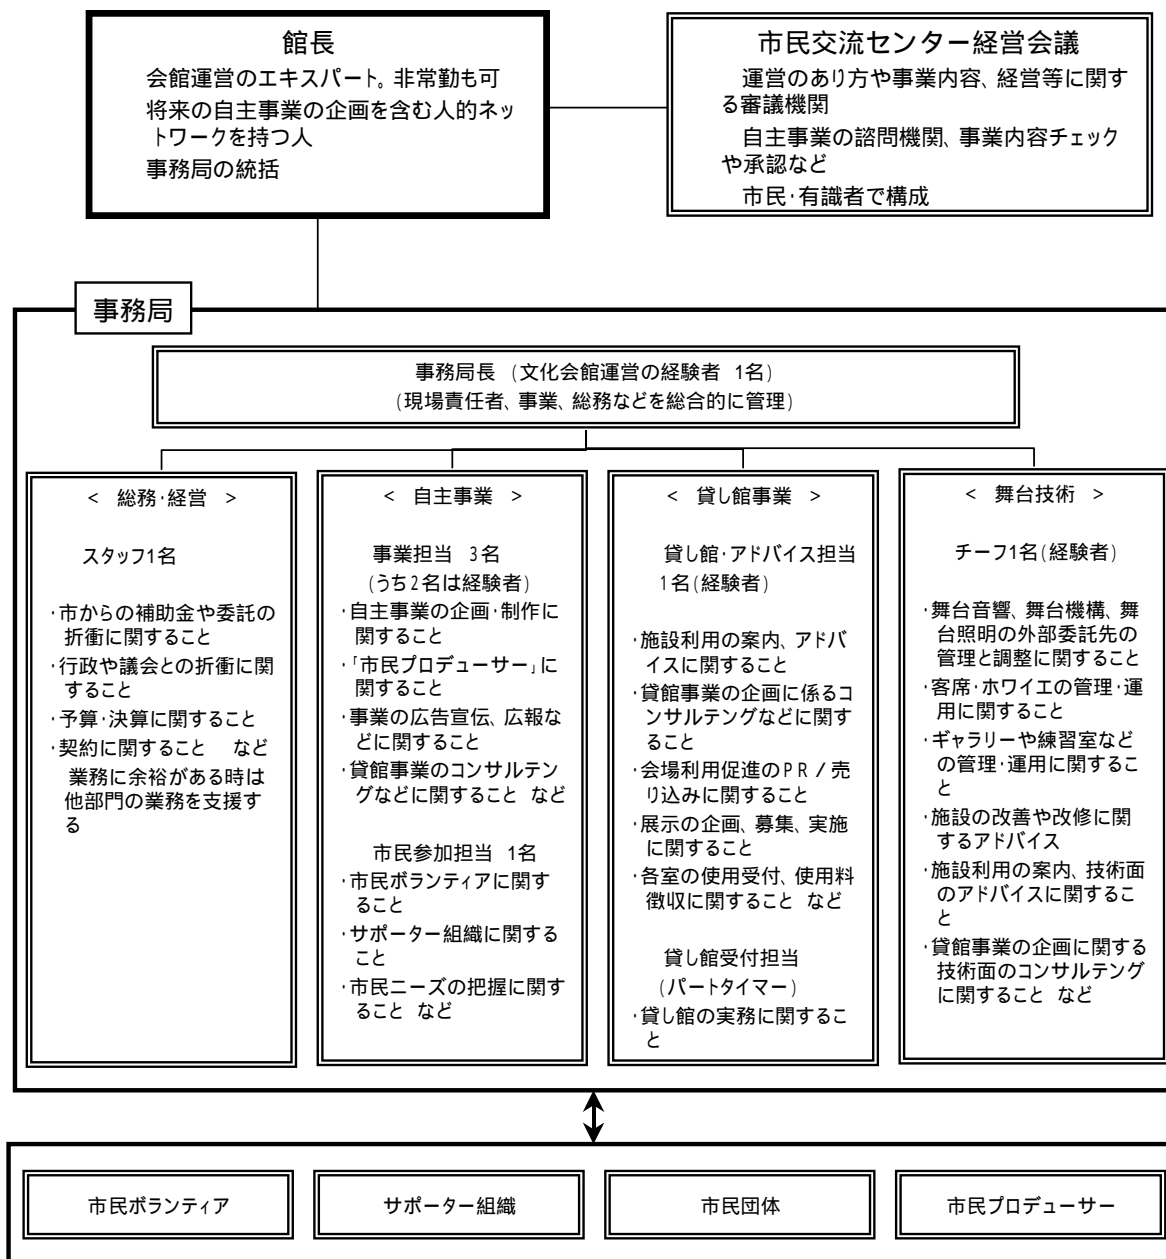 館長
会館運営のエキスパート。非常勤も可
将来の自主事業の企画を含む人的ネッ
トワークを持つ人
事務局の統括
市民交流センター経営会議
運営のあり方や事業内容、経営等に関す
る審議機関
自主事業の諮問機関、事業内容チェック
や承認など
市民・有識者で構成
事務局
事務局長 (文化会館運営の経験者 1名)
(現場責任者、事業、総務などを総合的に管理)
< 総務・経営 >
スタッフ1名
・市からの補助金や委託の
折衝に関すること
・行政や議会との折衝に関
すること
・予算・決算に関すること
・契約に関すること など
業務に余裕がある時は
他部門の業務を支援す
る
< 自主事業 >
事業担当 3名
(うち2名は経験者)
・自主事業の企画・制作に
関すること
・「市民プロデューサー」に
関すること
・事業の広告宣伝、広報な
どに関すること
・貸館事業のコンサルテン
グなどに関すること など
市民参加担当 1名
・市民ボランティアに関す
ること
・サポーター組織に関する
こと
・市民ニーズの把握に関す
ること など
< 貸し館事業 >
貸し館・アドバイス担当
1名(経験者)
・施設利用の案内、アドバ
イスに関すること
・貸館事業の企画に係るコ
ンサルテングなどに関す
ること
・会場利用促進のPR/売
り込みに関すること
・展示の企画、募集、実施
に関すること
・各室の使用受付、使用料
徴収に関すること など
貸し館受付担当
(パートタイマー)
・貸し館の実務に関するこ
と
< 舞台技術 >
チーフ1名(経験者)
・舞台音響、舞台機構、舞
台照明の外部委託先の
管理と調整に関すること
・客席・ホワイエの管理・運
用に関すること
・ギャラリーや練習室など
の管理・運用に関するこ
と
・施設の改善や改修に関
するアドバイス
・施設利用の案内、技術面
のアドバイスに関するこ
と
・貸館事業の企画に関する
技術面のコンサルテング
に関すること など
市民ボランティア
サポーター組織
市民団体
市民プロデューサー